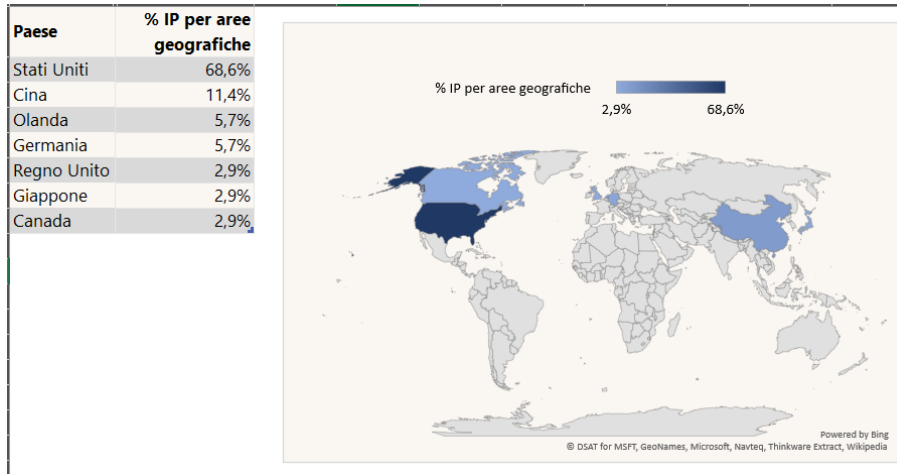 Paese
% IP per aree
geografiche
Stati Uniti 68,6%
Cina 11,4%
Olanda 5,7%
Germania 5,7%
Regno Unito 2,9%
Giappone 2,9%
Canada 2,9%
% IP per aree geografiche
2,9% 68,6%
Powered by Bing
© DSAT for MSFT, GeoNames, Microsoft, Navteq, Thinkware Extract, Wikipedia